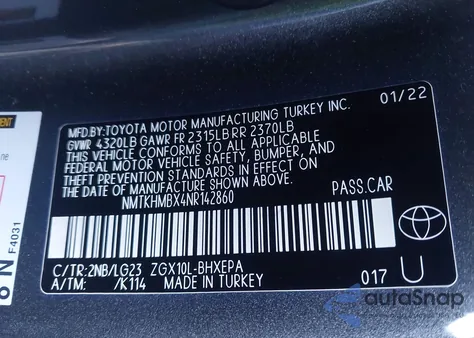 01/22
MFD.BY:TOYOTA MOTOR MANUFACTURING TURKEY INC.
GVWR 4320LB GAWR FR 2315LB RR 2370LB
THIS VEHICLE CONFORMS TO ALL APPLICABLE
FEDERAL MOTOR VEHICLE SAFETY, BUMPER, AND
THEFT PREVENTION STANDARDS IN EFFECT ON
THE DATE OF MANUFACTURE SHOWN ABOVE.
NMTKHMBX4NR142860 PASS.CAR
C/TR:2NB/LG23 ZGX10L-BHXEPA
A/TM: /K114 MADE IN TURKEY 017 U
F4031
N
autoSnap